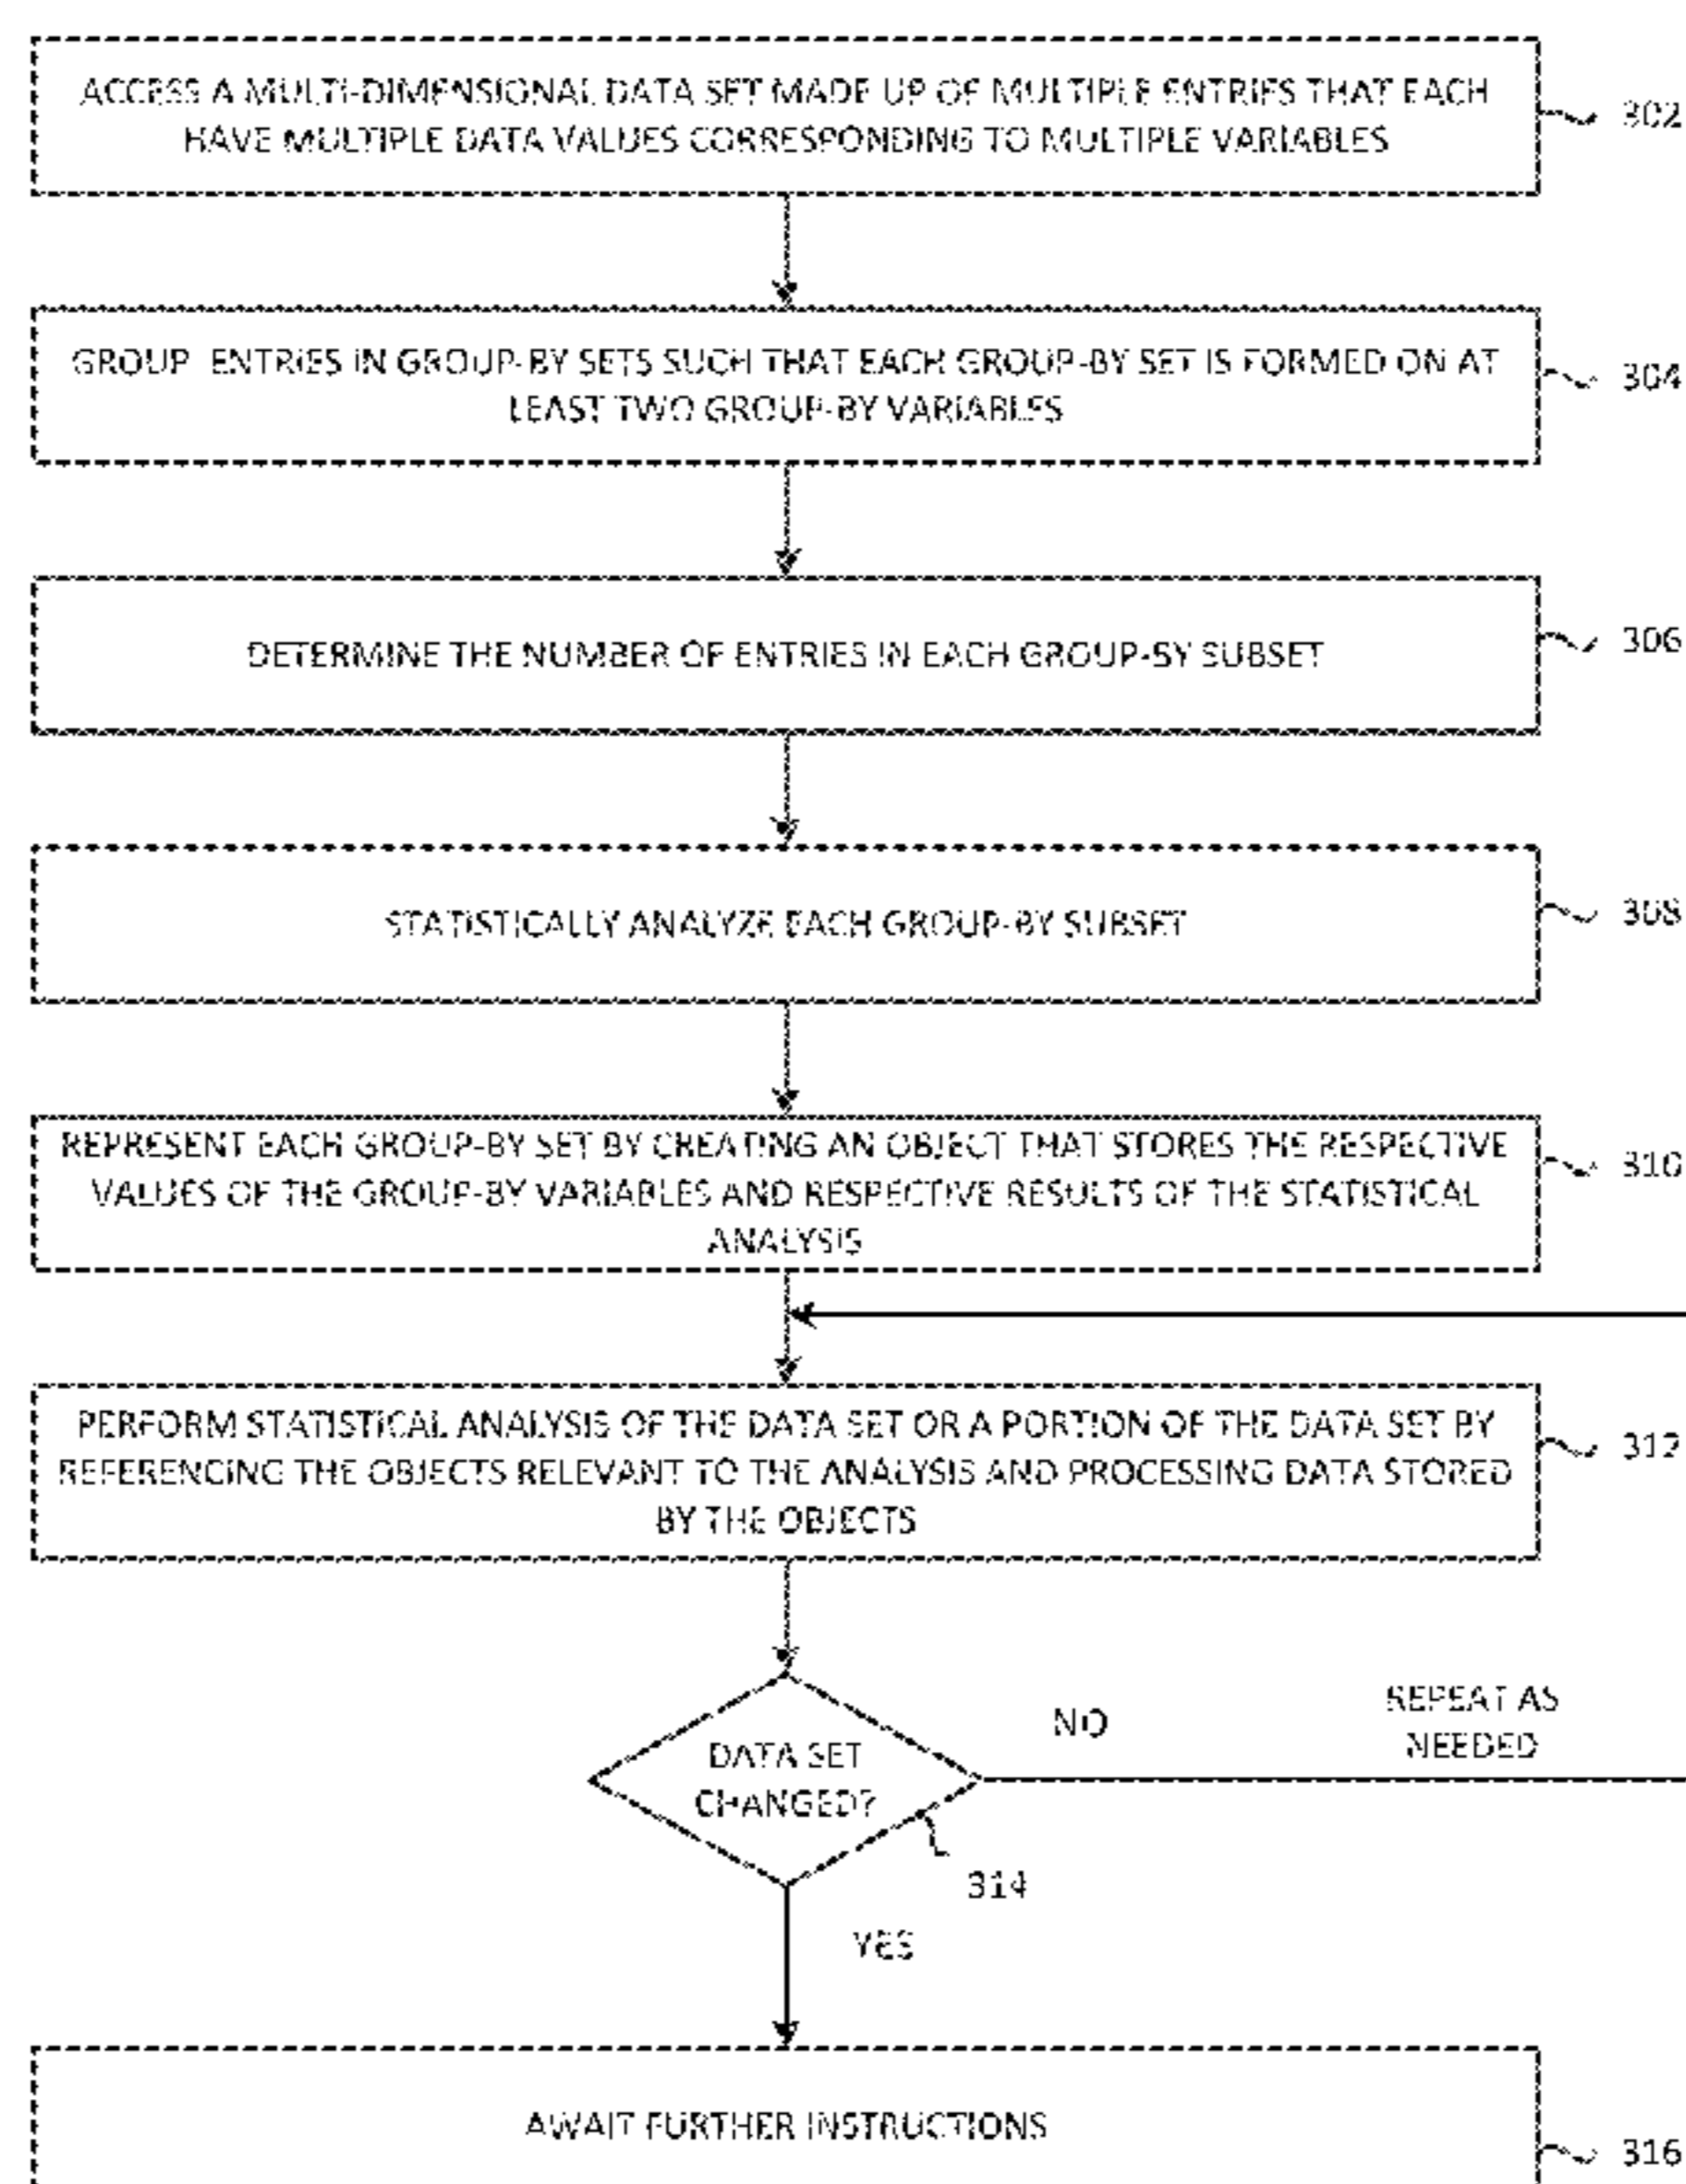 ACCESS A MULTI-DIMENSIONAL DATA SET MADE UP OF MULTIPLE ENTRIES THAT EACH
HAVE MULTIPLE DATA VALUES CORRESPONDING TO MULTIPLE VARIABLES
302
GROUP ENTRIES IN GROUP-BY SETS SUCH THAT EACH GROUP-BY SET IS FORMED ON AT
LEAST TWO GROUP-BY VARIABLES
304
DETERMINE THE NUMBER OF ENTRIES IN EACH GROUP-BY SUBSET
306
STATISTICALLY ANALYZE EACH GROUP-BY SUBSET
308
REPRESENT EACH GROUP-BY SET BY CREATING AN OBJECT THAT STORES THE RESPECTIVE
VALUES OF THE GROUP-BY VARIABLES AND RESPECTIVE RESULTS OF THE STATISTICAL
ANALYSIS
310
PERFORM STATISTICAL ANALYSIS OF THE DATA SET OR A PORTION OF THE DATA SET BY
REFERENCING THE OBJECTS RELEVANT TO THE ANALYSIS AND PROCESSING DATA STORED
BY THE OBJECTS
312
DATA SET
CHANGED?
314
NO
REPEAT AS
NEEDED
YES
AWAIT FURTHER INSTRUCTIONS
316